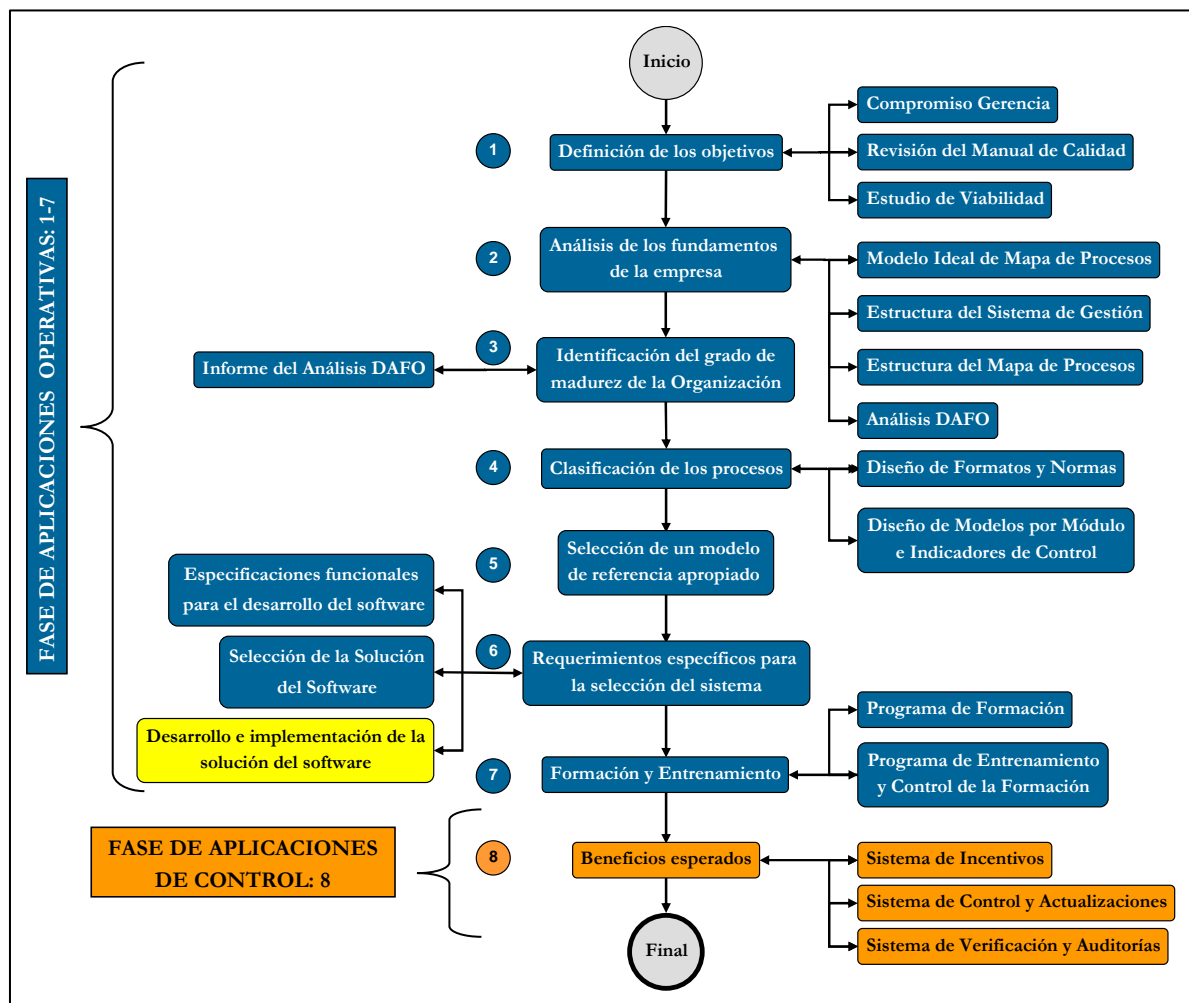 Inicio
Compromiso Gerencia
1
Definición de los objetivos
Revisión del Manual de Calidad
Estudio de Viabilidad
2
Análisis de los fundamentos
de la empresa
Modelo Ideal de Mapa de Procesos
Estructura del Sistema de Gestión
3
Informe del Análisis DAFO
Identificación del grado de
madurez de la Organización
Estructura del Mapa de Procesos
Análisis DAFO
4
Clasificación de los procesos
Diseño de Formatos y Normas
Diseño de Modelos por Módulo
e Indicadores de Control
5
Selección de un modelo
de referencia apropiado
Especificaciones funcionales
para el desarrollo del software
6
Selección de la Solución
del Software
Requerimientos específicos para
la selección del sistema
Desarrollo e implementación de la
solución del software
Programa de Formación
7
Formación y Entrenamiento
Programa de Entrenamiento
y Control de la Formación
FASE DE APLICACIONES OPERATIVAS: 1-7
FASE DE APLICACIONES
DE CONTROL: 8
8
Beneficios esperados
Sistema de Incentivos
Sistema de Control y Actualizaciones
Sistema de Verificación y Auditorías
Final